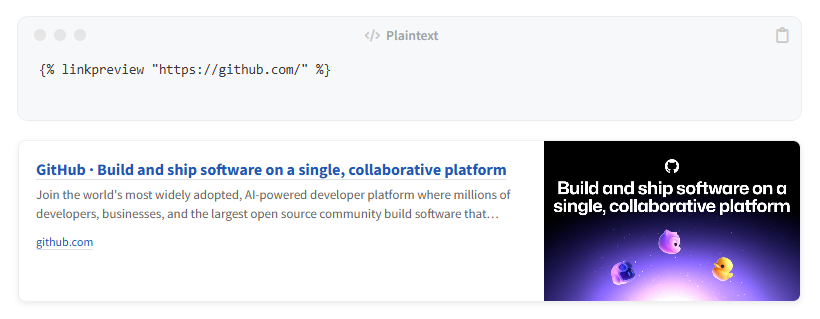 Plaintext
{% linkpreview "https://github.com/" %}
GitHub · Build and ship software on a single, collaborative platform
Join the world's most widely adopted, AI-powered developer platform where millions of
developers, businesses, and the largest open source community build software that…
github.com
Build and ship software on a
single, collaborative platform